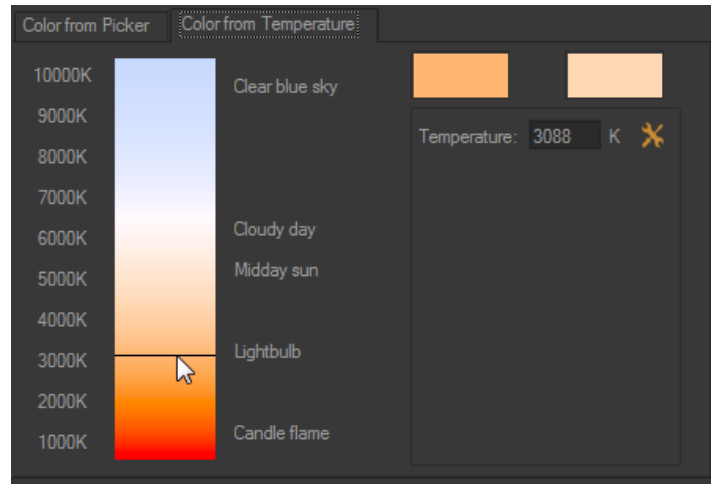 Color from Picker
Color from Temperature
10000K
Clear blue sky
9000K
Temperature: 3088 K
8000K
7000K
6000K
Cloudy day
5000K
Midday sun
4000K
3000K
Lightbulb
2000K
1000K
Candle flame